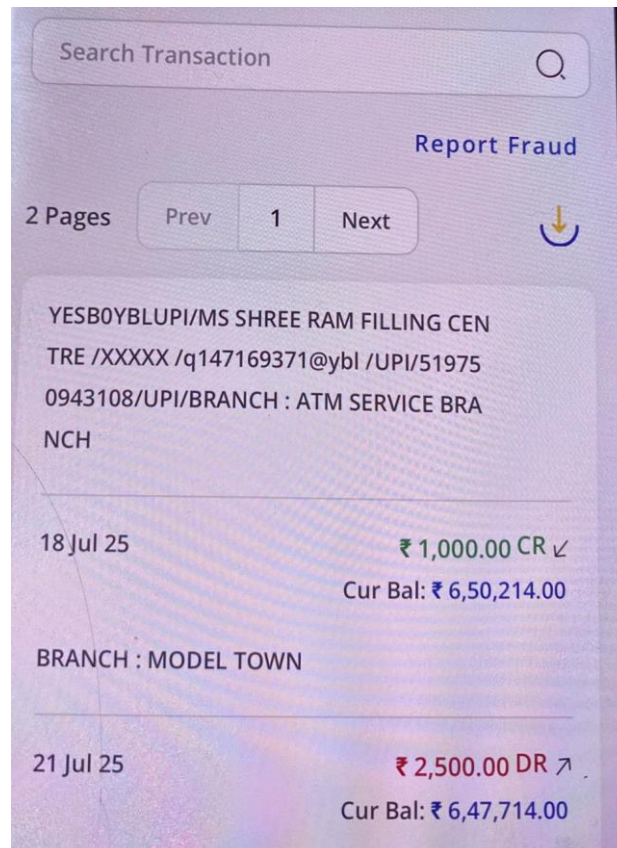 Search Transaction
Report Fraud
2 Pages Prev 1 Next
YESB0YBLUPI/MS SHREE RAM FILLING CEN
TRE /XXXXX /q147169371@ybl /UPI/51975
0943108/UPI/BRANCH : ATM SERVICE BRA
NCH
18 Jul 25 ₹ 1,000.00 CR
Cur Bal: ₹ 6,50,214.00
BRANCH : MODEL TOWN
21 Jul 25 ₹ 2,500.00 DR
Cur Bal: ₹ 6,47,714.00